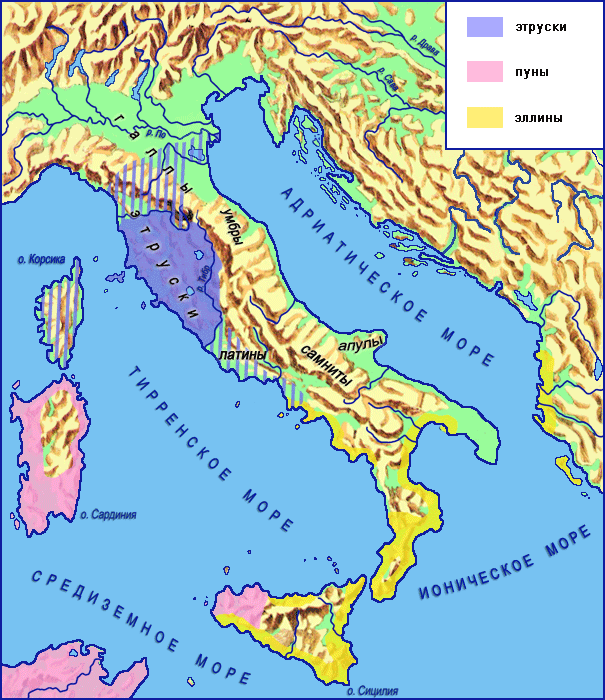 этруски
пуны
эллины
р. Драва
р. Сава
р. По
галлы
умбры
этруски
р. Тибр
латины
самниты
апулы
о. Корсика
о. Сардиния
о. Сицилия
АДРИАТИЧЕСКОЕ МОРЕ
ТИРРЕНСКОЕ МОРЕ
ИОНИЧЕСКОЕ МОРЕ
СРЕДИЗЕМНОЕ МОРЕ